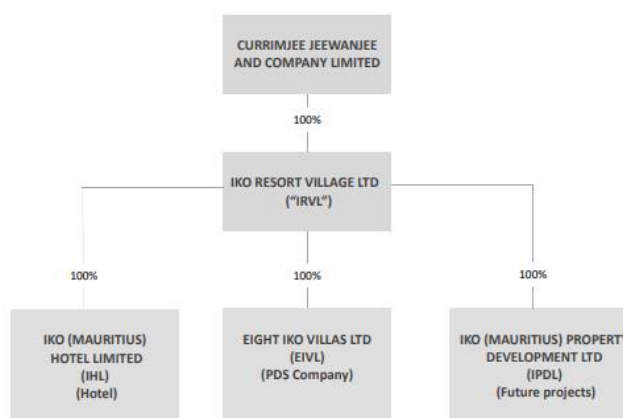 CURRIMJEE JEEWANJEE
AND COMPANY LIMITED
100%
IKO RESORT VILLAGE LTD
("IRVL")
100%
100%
100%
IKO (MAURITIUS)
HOTEL LIMITED
(IHL)
(Hotel)
EIGHT IKO VILLAS LTD
(EIVL)
(PDS Company)
IKO (MAURITIUS) PROPERTY
DEVELOPMENT LTD
(IPDL)
(Future projects)